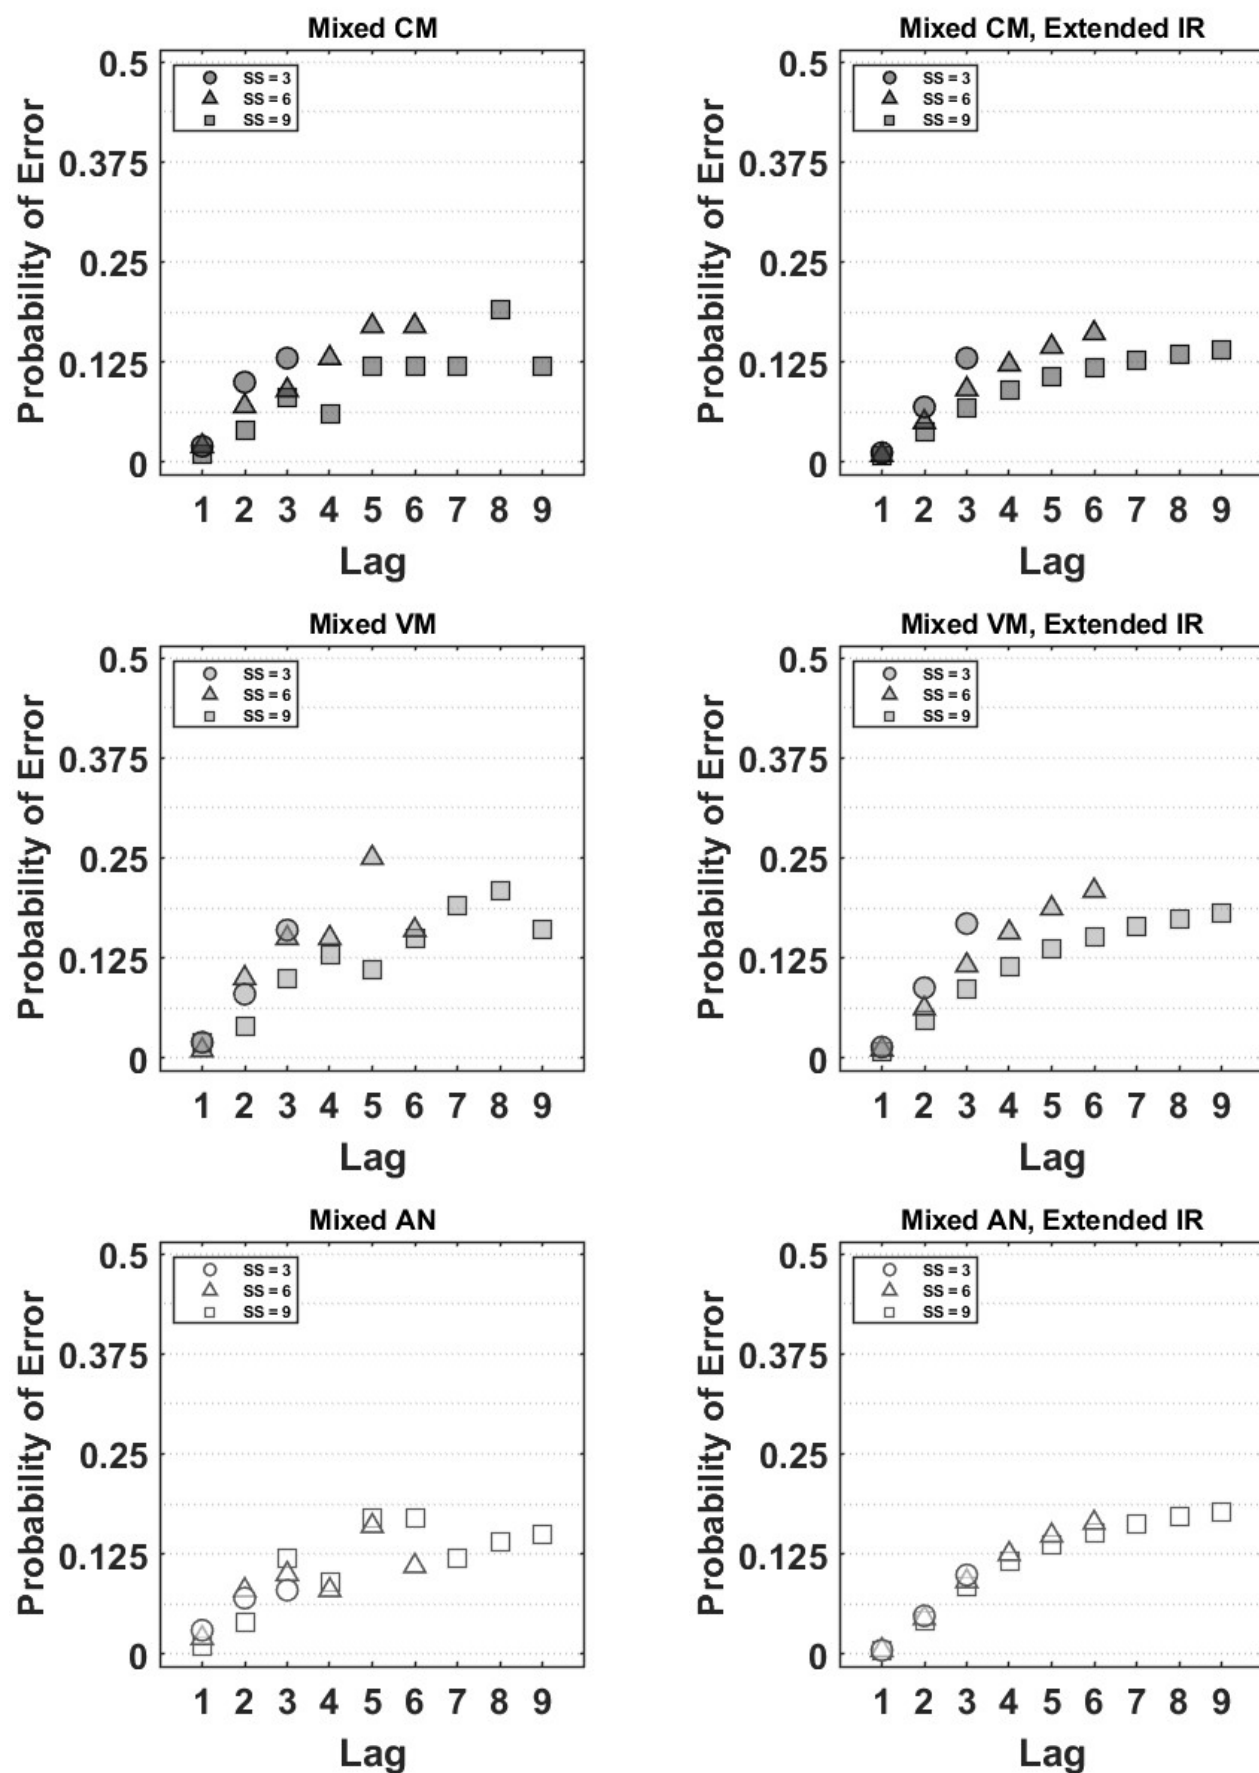 Mixed CM
Probability of Error
0.5
0.375
0.25
0.125
0
SS = 3
SS = 6
SS = 9
1 2 3 4 5 6 7 8 9
Lag
Mixed CM, Extended IR
Probability of Error
0.5
0.375
0.25
0.125
0
SS = 3
SS = 6
SS = 9
1 2 3 4 5 6 7 8 9
Lag
Mixed VM
Probability of Error
0.5
0.375
0.25
0.125
0
SS = 3
SS = 6
SS = 9
1 2 3 4 5 6 7 8 9
Lag
Mixed VM, Extended IR
Probability of Error
0.5
0.375
0.25
0.125
0
SS = 3
SS = 6
SS = 9
1 2 3 4 5 6 7 8 9
Lag
Mixed AN
Probability of Error
0.5
0.375
0.25
0.125
0
SS = 3
SS = 6
SS = 9
1 2 3 4 5 6 7 8 9
Lag
Mixed AN, Extended IR
Probability of Error
0.5
0.375
0.25
0.125
0
SS = 3
SS = 6
SS = 9
1 2 3 4 5 6 7 8 9
Lag